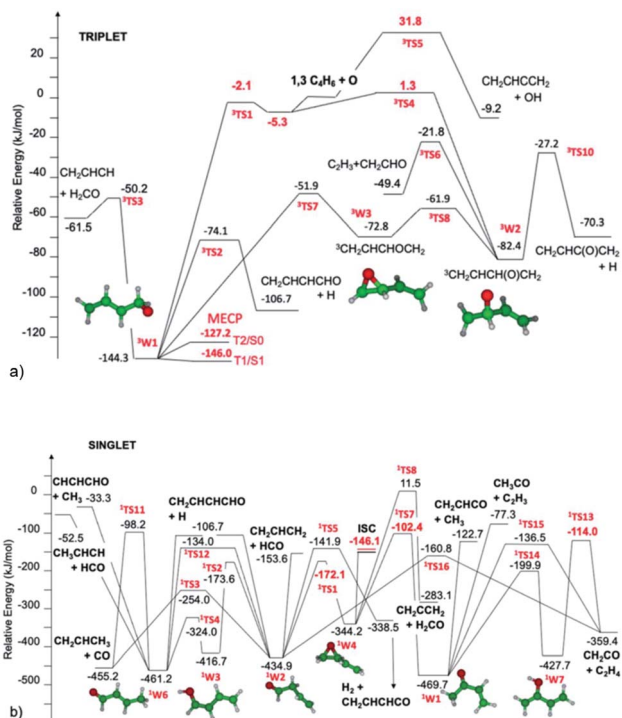 TRIPLET
Relative Energy (kJ/mol)
20
0
-20
-40
-60
-80
-100
-120
31.8
³TS5
-2.1
³TS1
1,3 C₄H₆ + O
-5.3
1.3
³TS4
CH₂CHCCH₂
+ OH
-9.2
-21.8
³TS6
C₂H₃+CH₂CHO
-49.4
-27.2
³TS10
CH₂CHCH
+ H₂CO
-50.2
³TS3
-61.5
-51.9
³TS7
³W3
-72.8
³CH₂CHCHOCH₂
-61.9
³TS8
³W2
-82.4
³CH₂CHCH(O)CH₂
-70.3
CH₂CHC(O)CH₂
+ H
-74.1
³TS2
CH₂CHCHCHO
+ H
-106.7
MECP
-127.2
T2/S0
-146.0
T1/S1
³W1
-144.3
a)
SINGLET
Relative Energy (kJ/mol)
0
-100
-200
-300
-400
-500
CHCHCHO
+ CH₃
-33.3
-52.5
CH₃CHCH
+ HCO
¹TS11
-98.2
CH₂CHCHCHO
+ H
-106.7
-134.0
¹TS12
¹TS2
-173.6
¹TS3
-254.0
¹TS4
-324.0
-416.7
¹W3
CH₂CHCH₃
+ CO
-455.2
-461.2
¹W6
CH₂CHCH₂
+ HCO
-153.6
-434.9
¹W2
¹TS5
-141.9
-172.1
¹TS1
ISC
-146.1
-344.2
¹W4
-338.5
H₂ +
CH₂CHCHCO
¹TS8
11.5
¹TS7
-102.4
CH₂CCH₂
+ H₂CO
-283.1
-160.8
¹TS16
CH₂CHCO
+ CH₃
-122.7
CH₃CO
+ C₂H₃
-77.3
¹TS15
-136.5
¹TS14
-199.9
¹TS13
-114.0
-469.7
¹W1
-427.7
¹W7
-359.4
CH₂CO
+ C₂H₄
b)